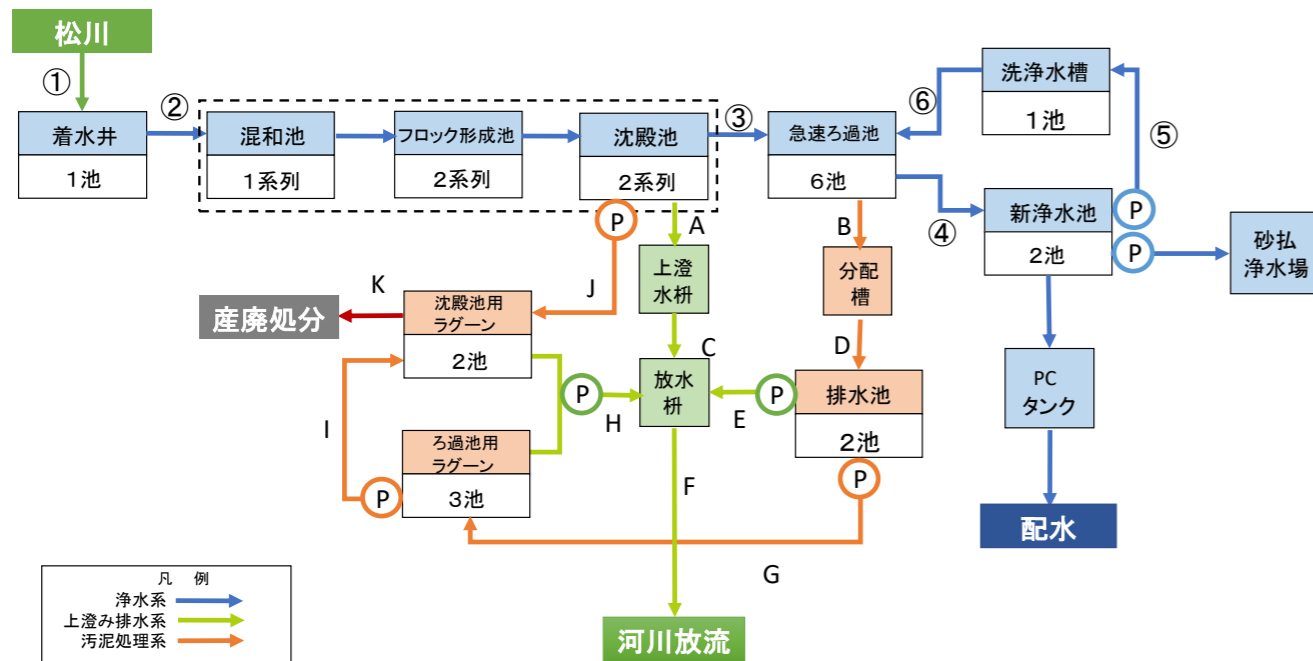 松川
①
②
着水井
1池
混和池
1系列
フロック形成池
2系列
沈殿池
2系列
③
急速ろ過池
6池
⑥
洗浄水槽
1池
⑤
④
新浄水池
2池
P
P
砂払
浄水場
P
A
B
上澄
水枡
分配
槽
J
K
産廃処分
沈殿池用
ラグーン
2池
C
D
放水
枡
P
H
E
P
排水池
2池
PC
タンク
I
ろ過池用
ラグーン
3池
P
F
P
G
配水
河川放流
凡 例
浄水系
上澄み排水系
汚泥処理系